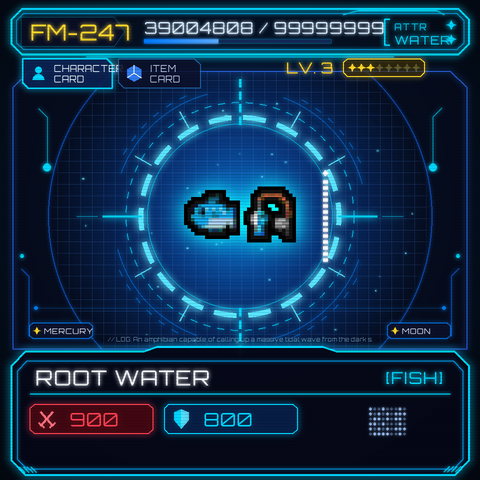 FM-247
39004808 / 99999999
ATTR
WATER
CHARACTER
CARD
ITEM
CARD
LV. 3
MERCURY
MOON
// LOG: An amphibian capable of calling up a massive tidal wave from the dark s
ROOT WATER
[FISH]
900
800